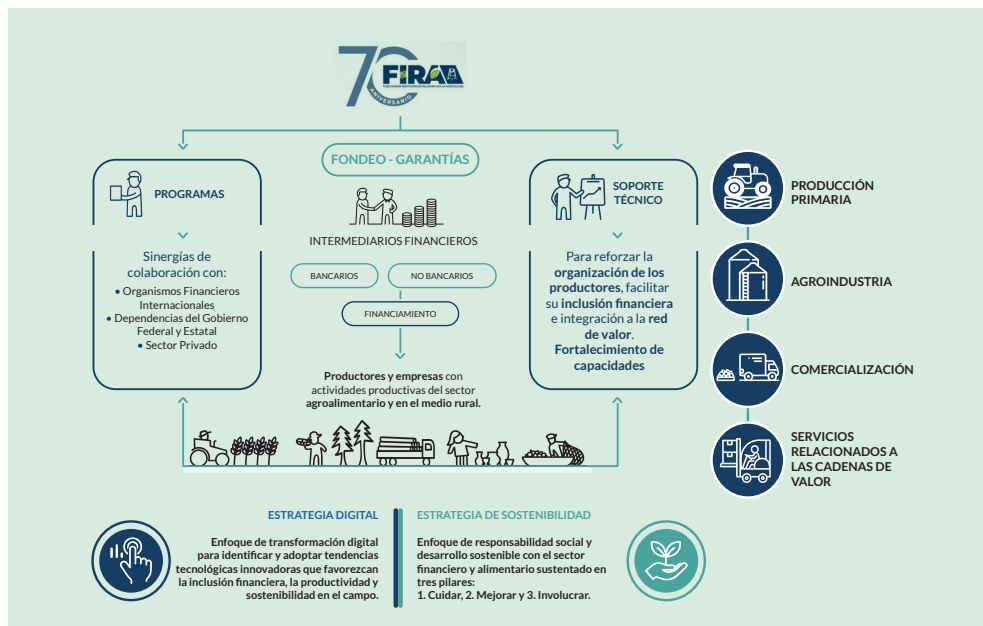 70
ANIVERSARIO
FIRA
FONDEO - GARANTÍAS
PROGRAMAS
Sinergías de
colaboración con:
• Organismos Financieros
Internacionales
• Dependencias del Gobierno
Federal y Estatal
• Sector Privado
INTERMEDIARIOS FINANCIEROS
BANCARIOS
NO BANCARIOS
FINANCIAMIENTO
Productores y empresas con
actividades productivas del sector
agroalimentario y en el medio rural.
SOPORTE
TÉCNICO
Para reforzar la
organización de los
productores, facilitar
su inclusión financiera
e integración a la red
de valor.
Fortalecimiento de
capacidades
PRODUCCIÓN
PRIMARIA
AGROINDUSTRIA
COMERCIALIZACIÓN
SERVICIOS
RELACIONADOS A
LAS CADENAS DE
VALOR
ESTRATEGIA DIGITAL
Enfoque de transformación digital
para identificar y adoptar tendencias
tecnológicas innovadoras que favorezcan
la inclusión financiera, la productividad y
sostenibilidad en el campo.
ESTRATEGIA DE SOSTENIBILIDAD
Enfoque de responsabilidad social y
desarrollo sostenible con el sector
financiero y alimentario sustentado en
tres pilares:
1. Cuidar, 2. Mejorar y 3. Involucrar.